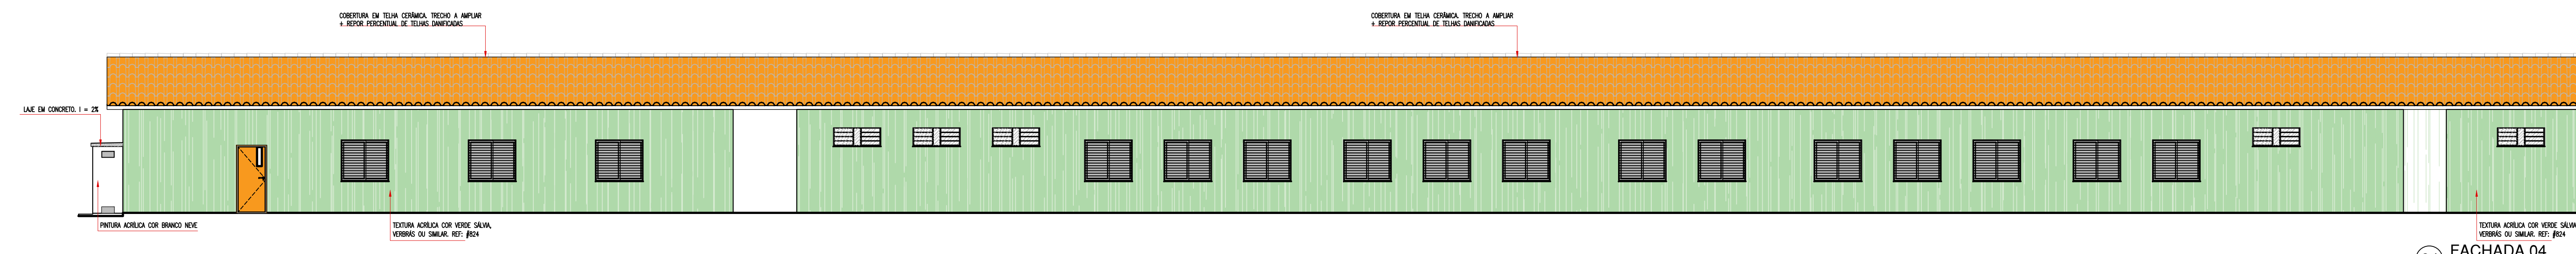 COBERTURA EM TELHA CERÂMICA. TRECHO A AMPLIAR
+ REPOR PERCENTUAL DE TELHAS DANIFICADAS
COBERTURA EM TELHA CERÂMICA. TRECHO A AMPLIAR
+ REPOR PERCENTUAL DE TELHAS DANIFICADAS
LAJE EM CONCRETO. I = 2%
PINTURA ACRÍLICA COR BRANCO NEVE
TEXTURA ACRÍLICA COR VERDE SÁLVIA,
VERBRÁS OU SIMILAR. REF: #824
TEXTURA ACRÍLICA COR VERDE SÁLVIA
VERBRÁS OU SIMILAR. REF: #824
FACHADA 04